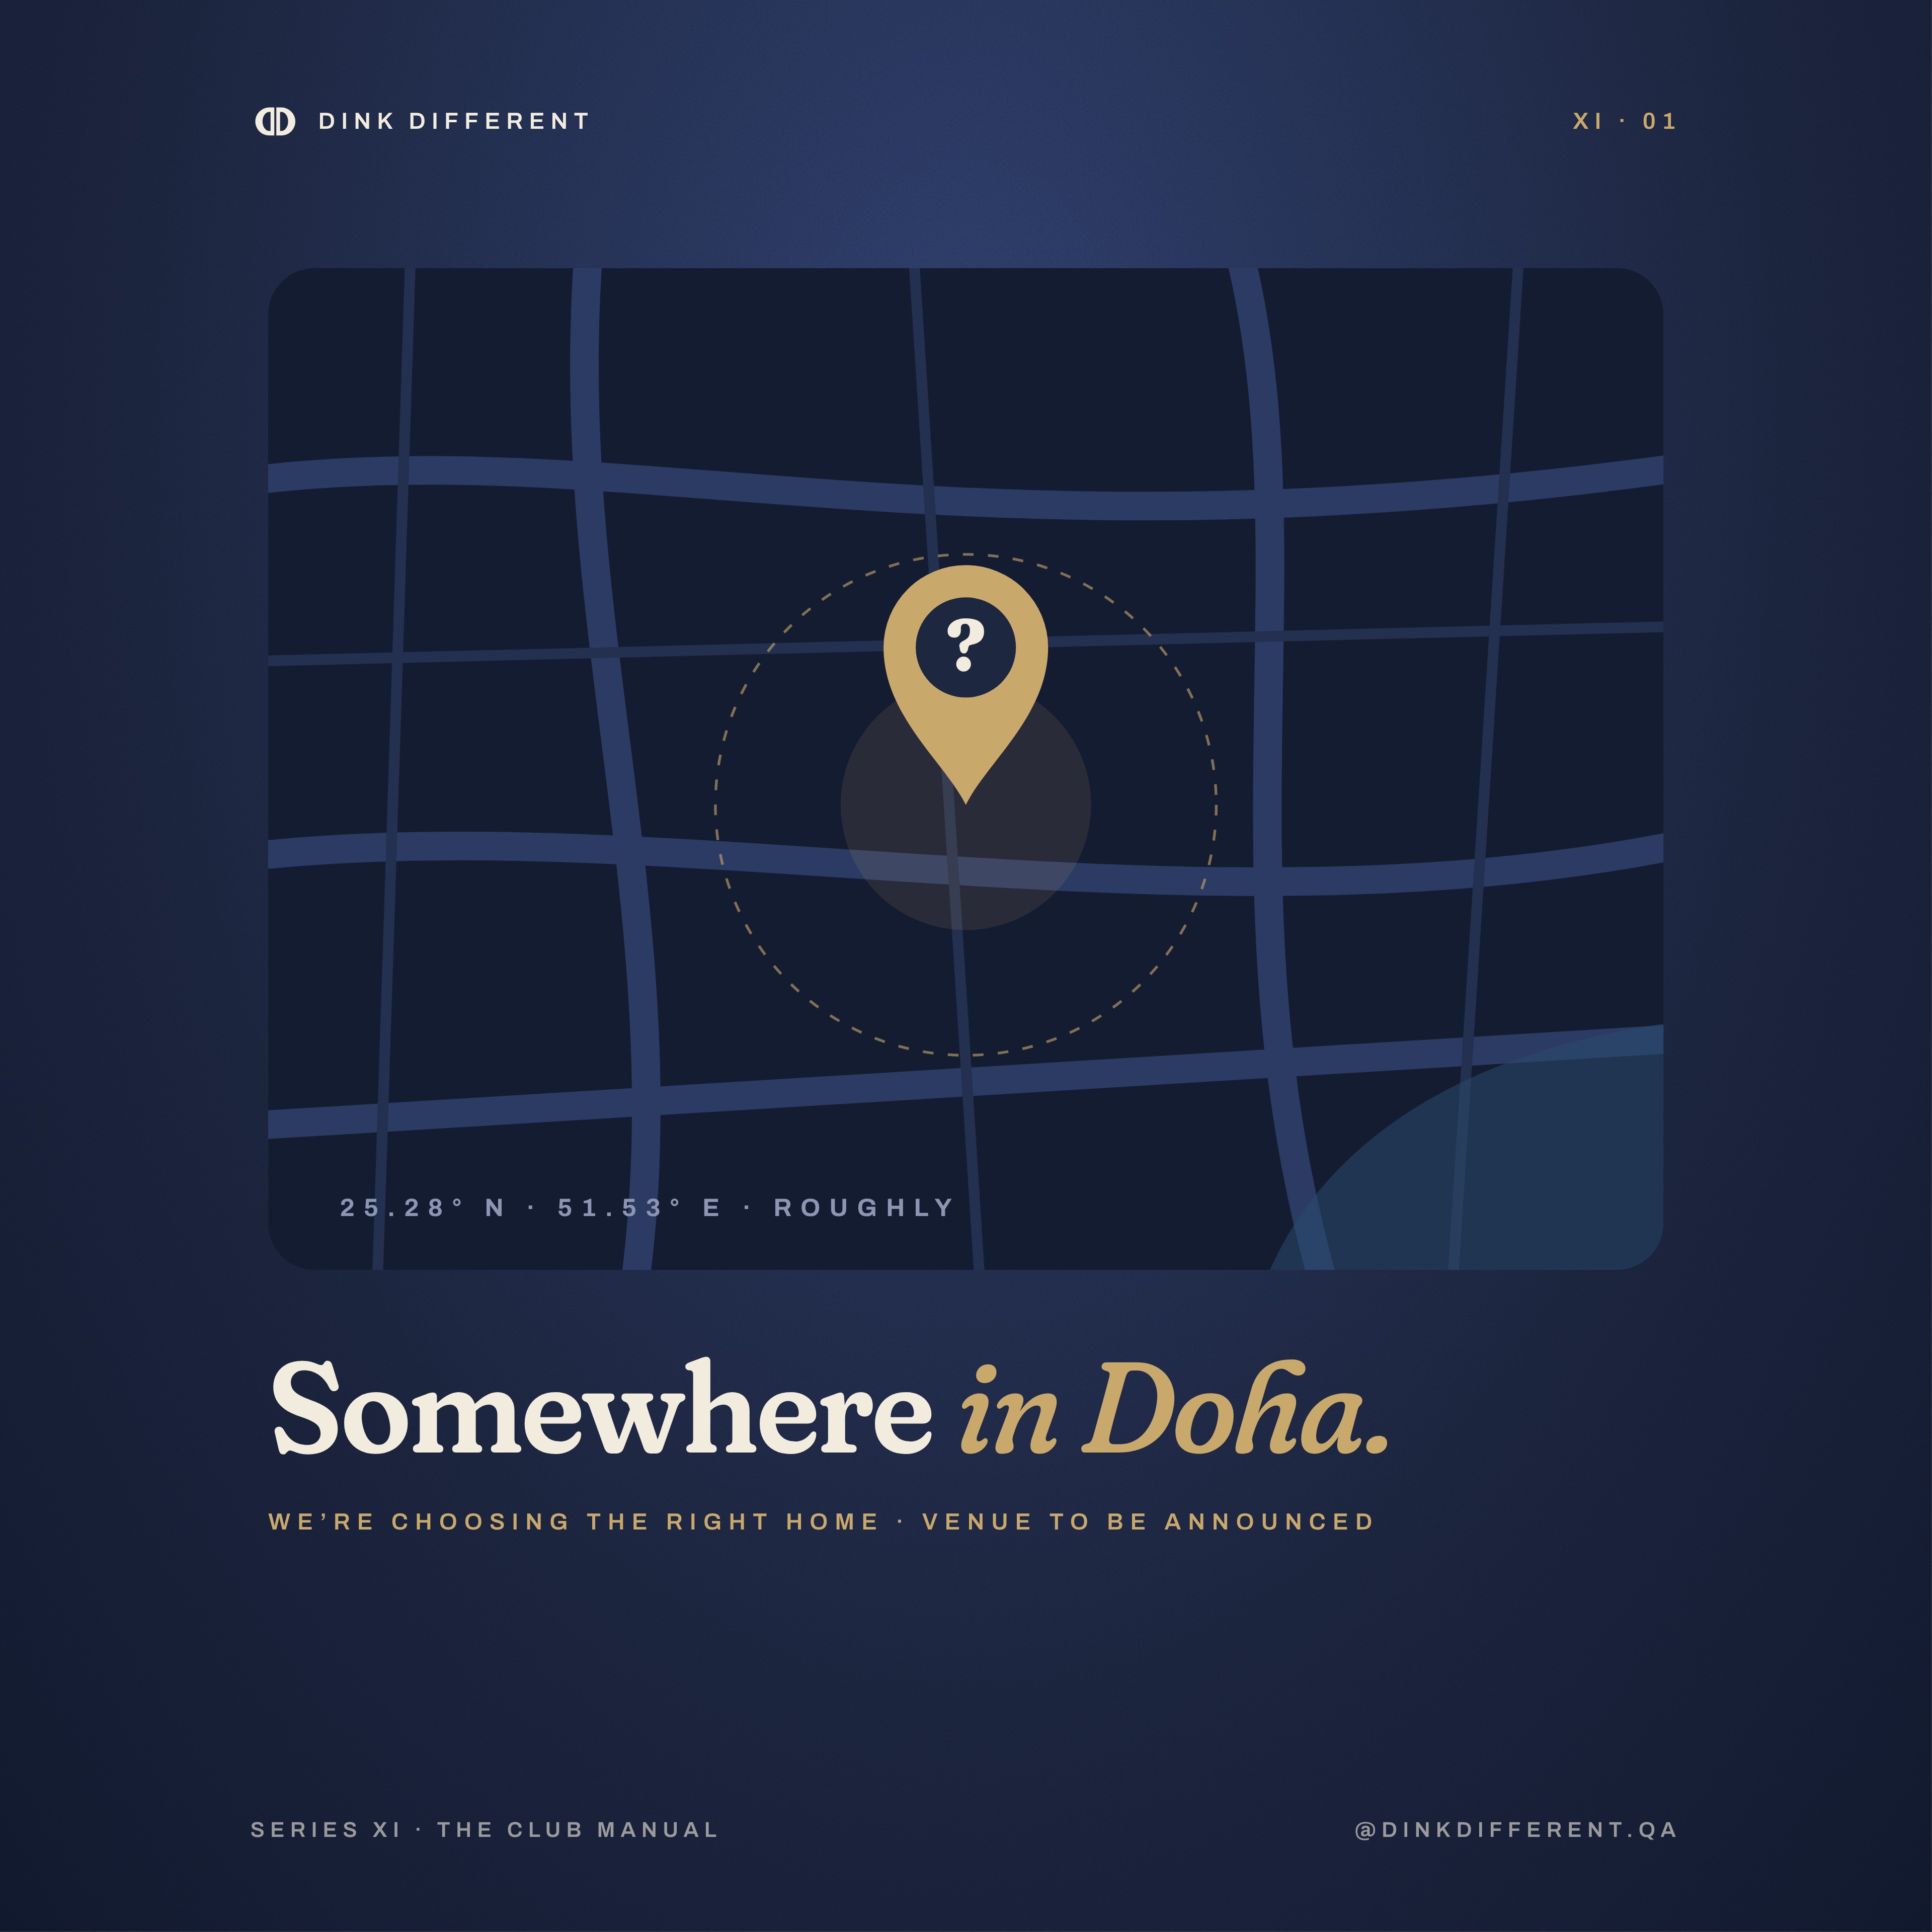 DINK DIFFERENT
XI · 01
?
25.28° N · 51.53° E · ROUGHLY
Somewhere in Doha.
WE’RE CHOOSING THE RIGHT HOME · VENUE TO BE ANNOUNCED
SERIES XI · THE CLUB MANUAL
@DINKDIFFERENT.QA